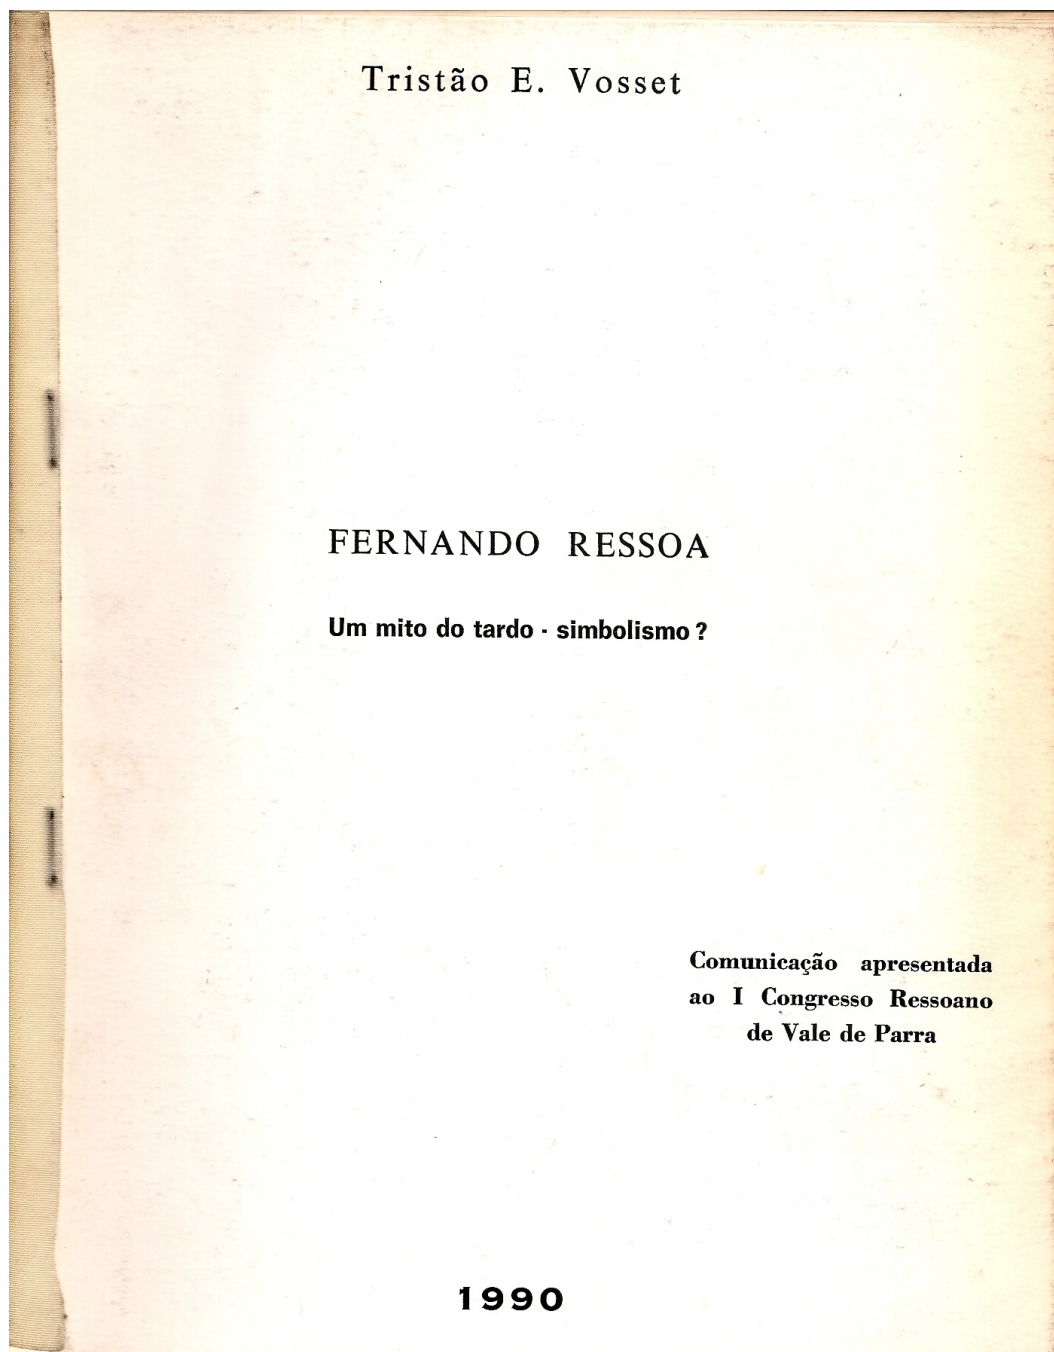 Tristão E. Vosset
FERNANDO RESSOA
Um mito do tardo - simbolismo?
Comunicação apresentada
ao I Congresso Ressoano
de Vale de Parra
1990